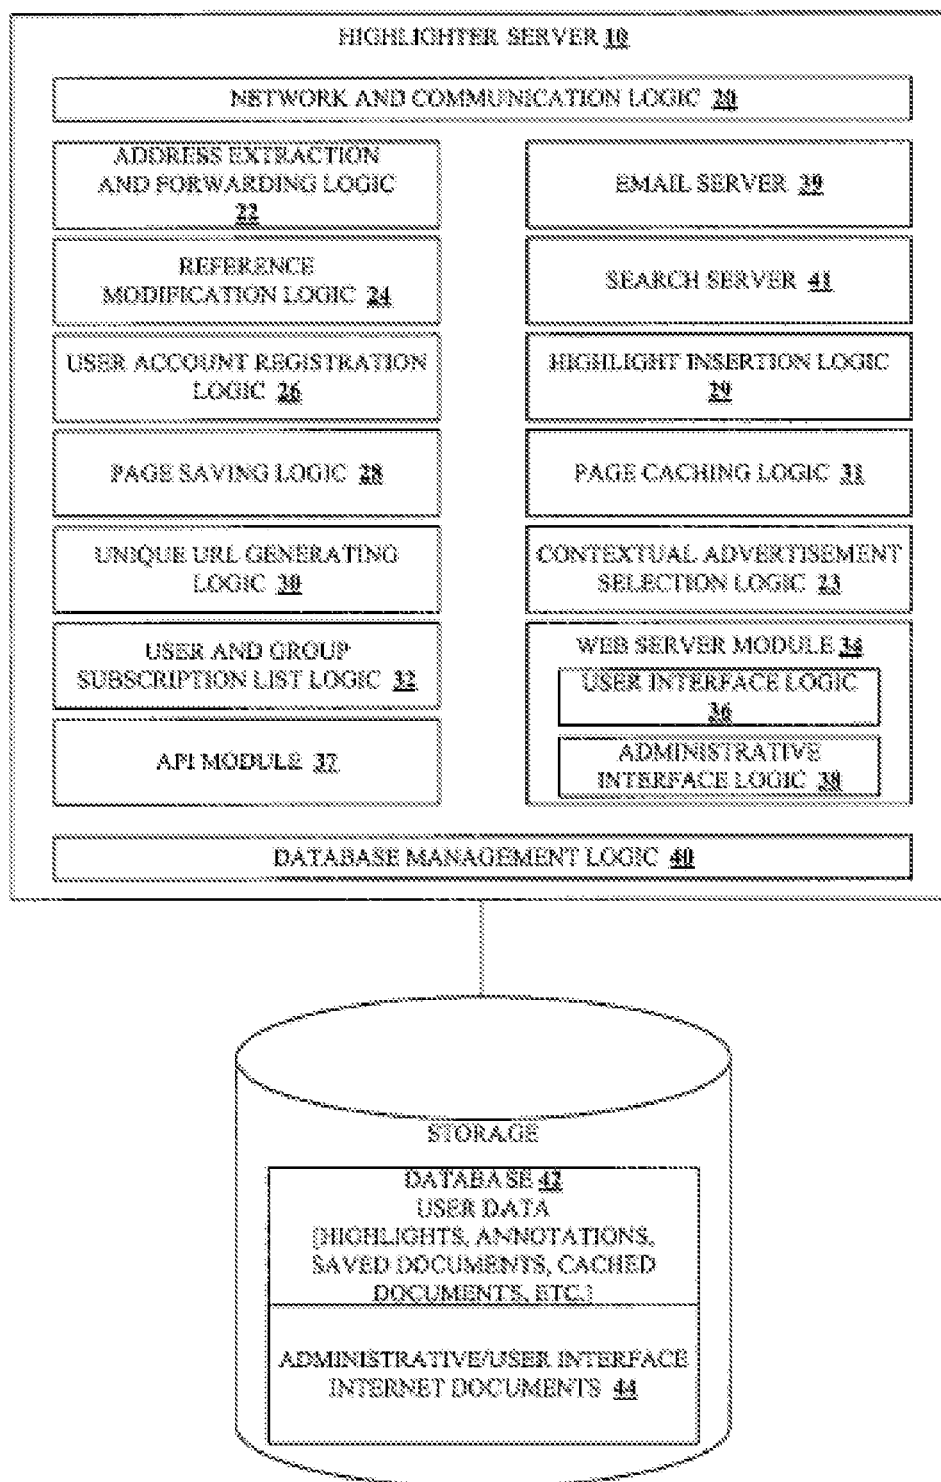 HIGHLIGHTER SERVER 10
NETWORK AND COMMUNICATION LOGIC 20
ADDRESS EXTRACTION
AND FORWARDING LOGIC
22
REFERENCE
MODIFICATION LOGIC 24
USER ACCOUNT REGISTRATION
LOGIC 26
PAGE SAVING LOGIC 28
UNIQUE URL GENERATING
LOGIC 30
USER AND GROUP
SUBSCRIPTION LIST LOGIC 32
API MODULE 37
EMAIL SERVER 39
SEARCH SERVER 41
HIGHLIGHT INSERTION LOGIC
29
PAGE CACHING LOGIC 31
CONTEXTUAL ADVERTISEMENT
SELECTION LOGIC 23
WEB SERVER MODULE 34
USER INTERFACE LOGIC
36
ADMINISTRATIVE
INTERFACE LOGIC 38
DATABASE MANAGEMENT LOGIC 40
STORAGE
DATABASE 42
USER DATA
[HIGHLIGHTS, ANNOTATIONS,
SAVED DOCUMENTS, CACHED
DOCUMENTS, ETC.]
ADMINISTRATIVE/USER INTERFACE
INTERNET DOCUMENTS 44